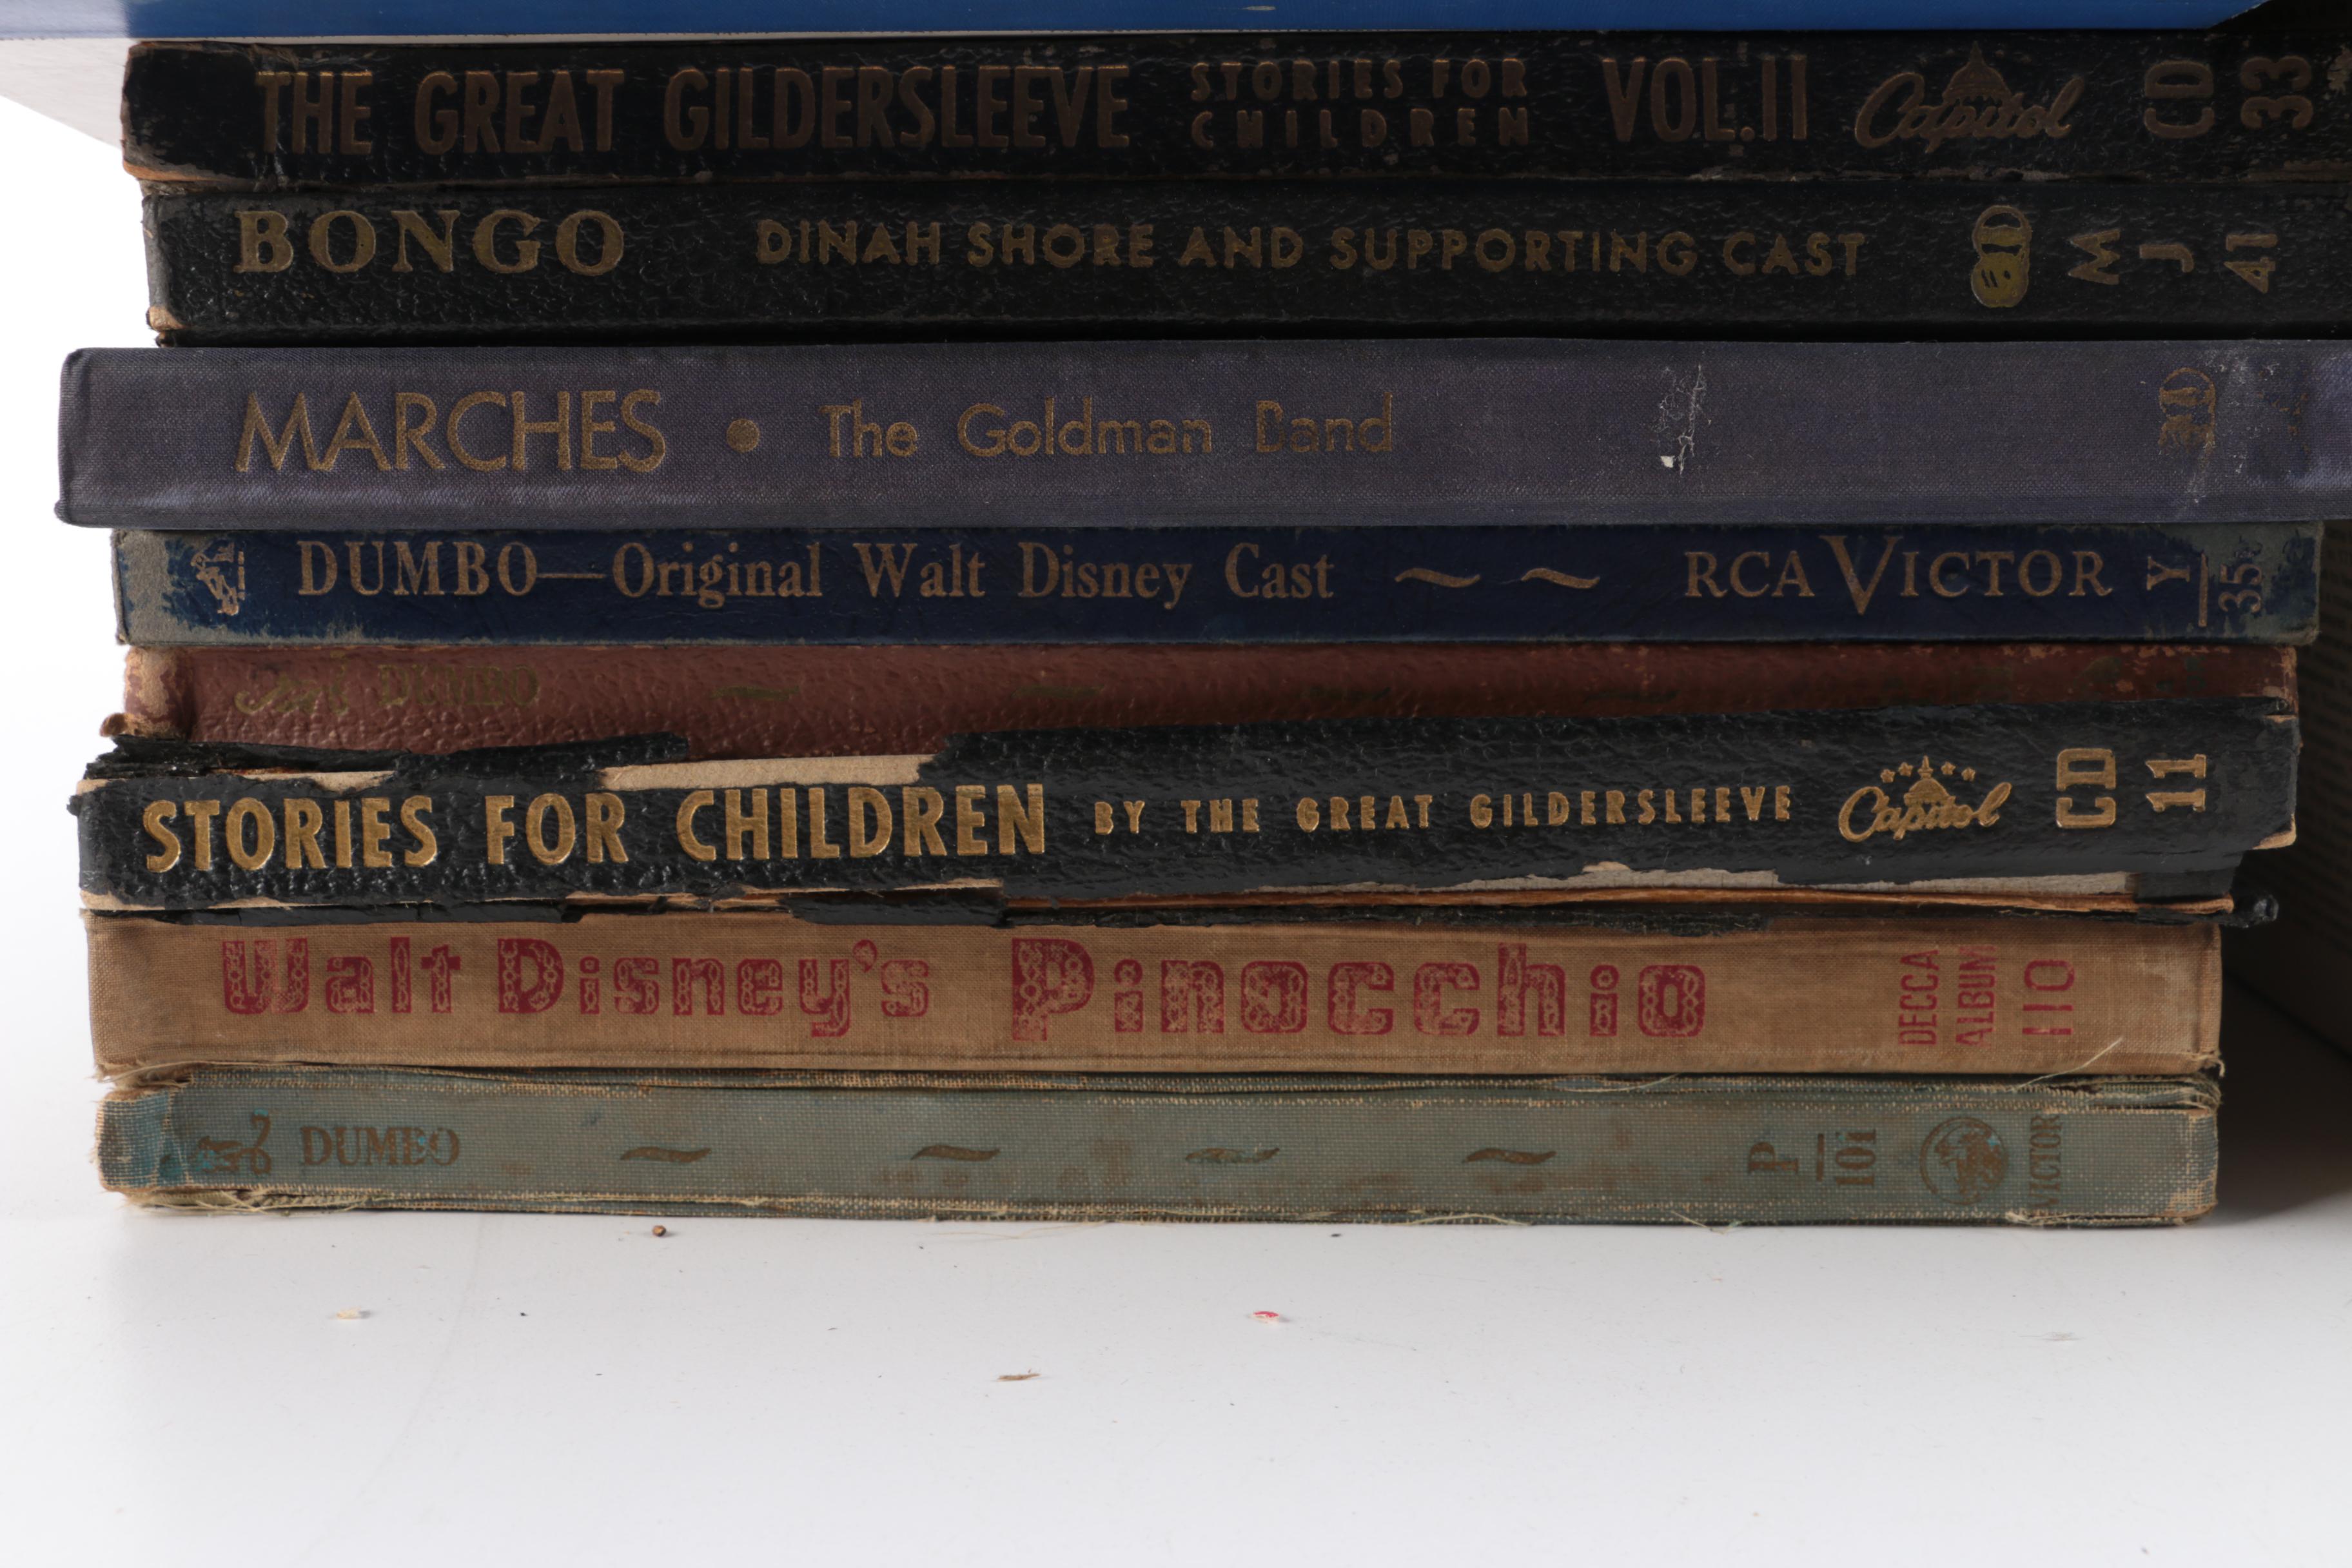 THE GREAT GILDERSLEEVE STORIES FOR CHILDREN VOL.II Capitol CD 33
BONGO DINAH SHORE AND SUPPORTING CAST MJ 41
MARCHES • The Goldman Band
DUMBO—Original Walt Disney Cast ~ ~ RCA VICTOR Y 35
DUMBO
STORIES FOR CHILDREN BY THE GREAT GILDERSLEEVE Capitol CD 11
Walt Disney's Pinocchio DECCA ALBUM 110
DUMBO ~ ~ ~ ~ P 101 VICTOR